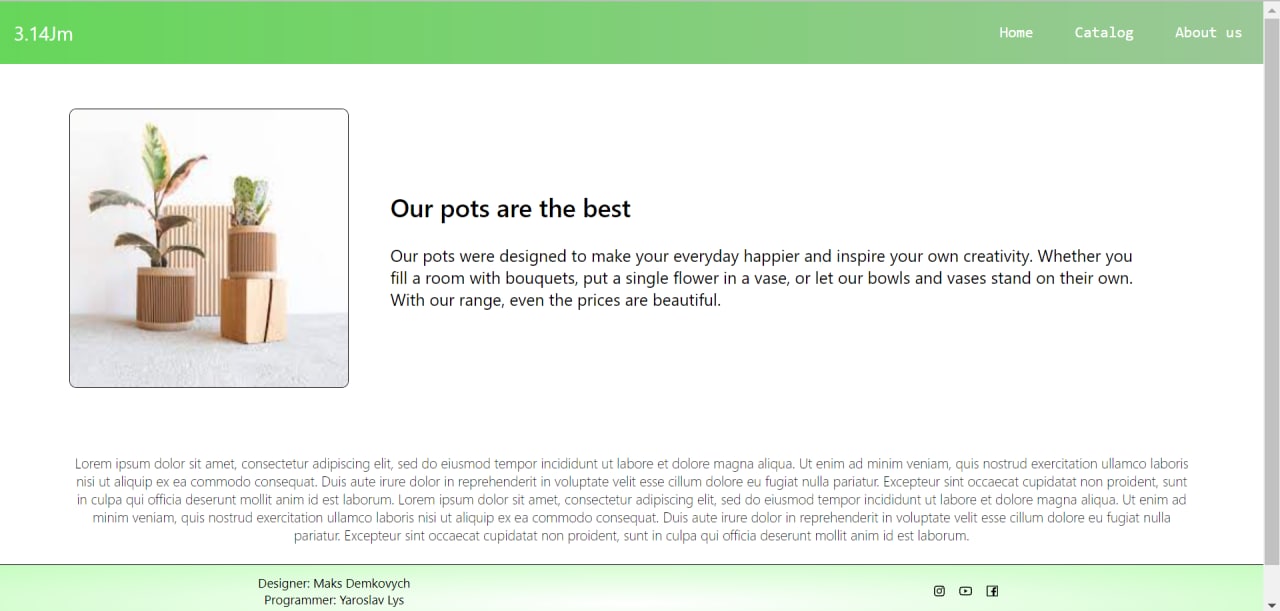 3.14Jm
Home
Catalog
About us
Our pots are the best
Our pots were designed to make your everyday happier and inspire your own creativity. Whether you
fill a room with bouquets, put a single flower in a vase, or let our bowls and vases stand on their own.
With our range, even the prices are beautiful.
Lorem ipsum dolor sit amet, consectetur adipiscing elit, sed do eiusmod tempor incididunt ut labore et dolore magna aliqua. Ut enim ad minim veniam, quis nostrud exercitation ullamco laboris
nisi ut aliquip ex ea commodo consequat. Duis aute irure dolor in reprehenderit in voluptate velit esse cillum dolore eu fugiat nulla pariatur. Excepteur sint occaecat cupidatat non proident, sunt
in culpa qui officia deserunt mollit anim id est laborum. Lorem ipsum dolor sit amet, consectetur adipiscing elit, sed do eiusmod tempor incididunt ut labore et dolore magna aliqua. Ut enim ad
minim veniam, quis nostrud exercitation ullamco laboris nisi ut aliquip ex ea commodo consequat. Duis aute irure dolor in reprehenderit in voluptate velit esse cillum dolore eu fugiat nulla
pariatur. Excepteur sint occaecat cupidatat non proident, sunt in culpa qui officia deserunt mollit anim id est laborum.
Designer: Maks Demkovych
Programmer: Yaroslav Lys